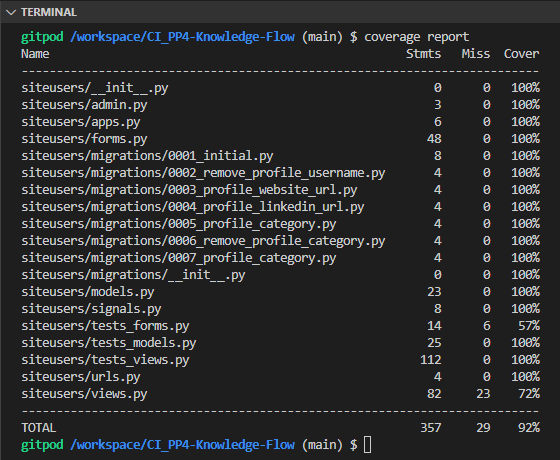 TERMINAL
gitpod /workspace/CI_PP4-Knowledge-Flow (main) $ coverage report
Name Stmts Miss Cover
----------------------------------------------------------------------
siteusers/__init__.py 0 0 100%
siteusers/admin.py 3 0 100%
siteusers/apps.py 6 0 100%
siteusers/forms.py 48 0 100%
siteusers/migrations/0001_initial.py 8 0 100%
siteusers/migrations/0002_remove_profile_username.py 4 0 100%
siteusers/migrations/0003_profile_website_url.py 4 0 100%
siteusers/migrations/0004_profile_linkedin_url.py 4 0 100%
siteusers/migrations/0005_profile_category.py 4 0 100%
siteusers/migrations/0006_remove_profile_category.py 4 0 100%
siteusers/migrations/0007_profile_category.py 4 0 100%
siteusers/migrations/__init__.py 0 0 100%
siteusers/models.py 23 0 100%
siteusers/signals.py 8 0 100%
siteusers/tests_forms.py 14 6 57%
siteusers/tests_models.py 25 0 100%
siteusers/tests_views.py 112 0 100%
siteusers/urls.py 4 0 100%
siteusers/views.py 82 23 72%
----------------------------------------------------------------------
TOTAL 357 29 92%
gitpod /workspace/CI_PP4-Knowledge-Flow (main) $